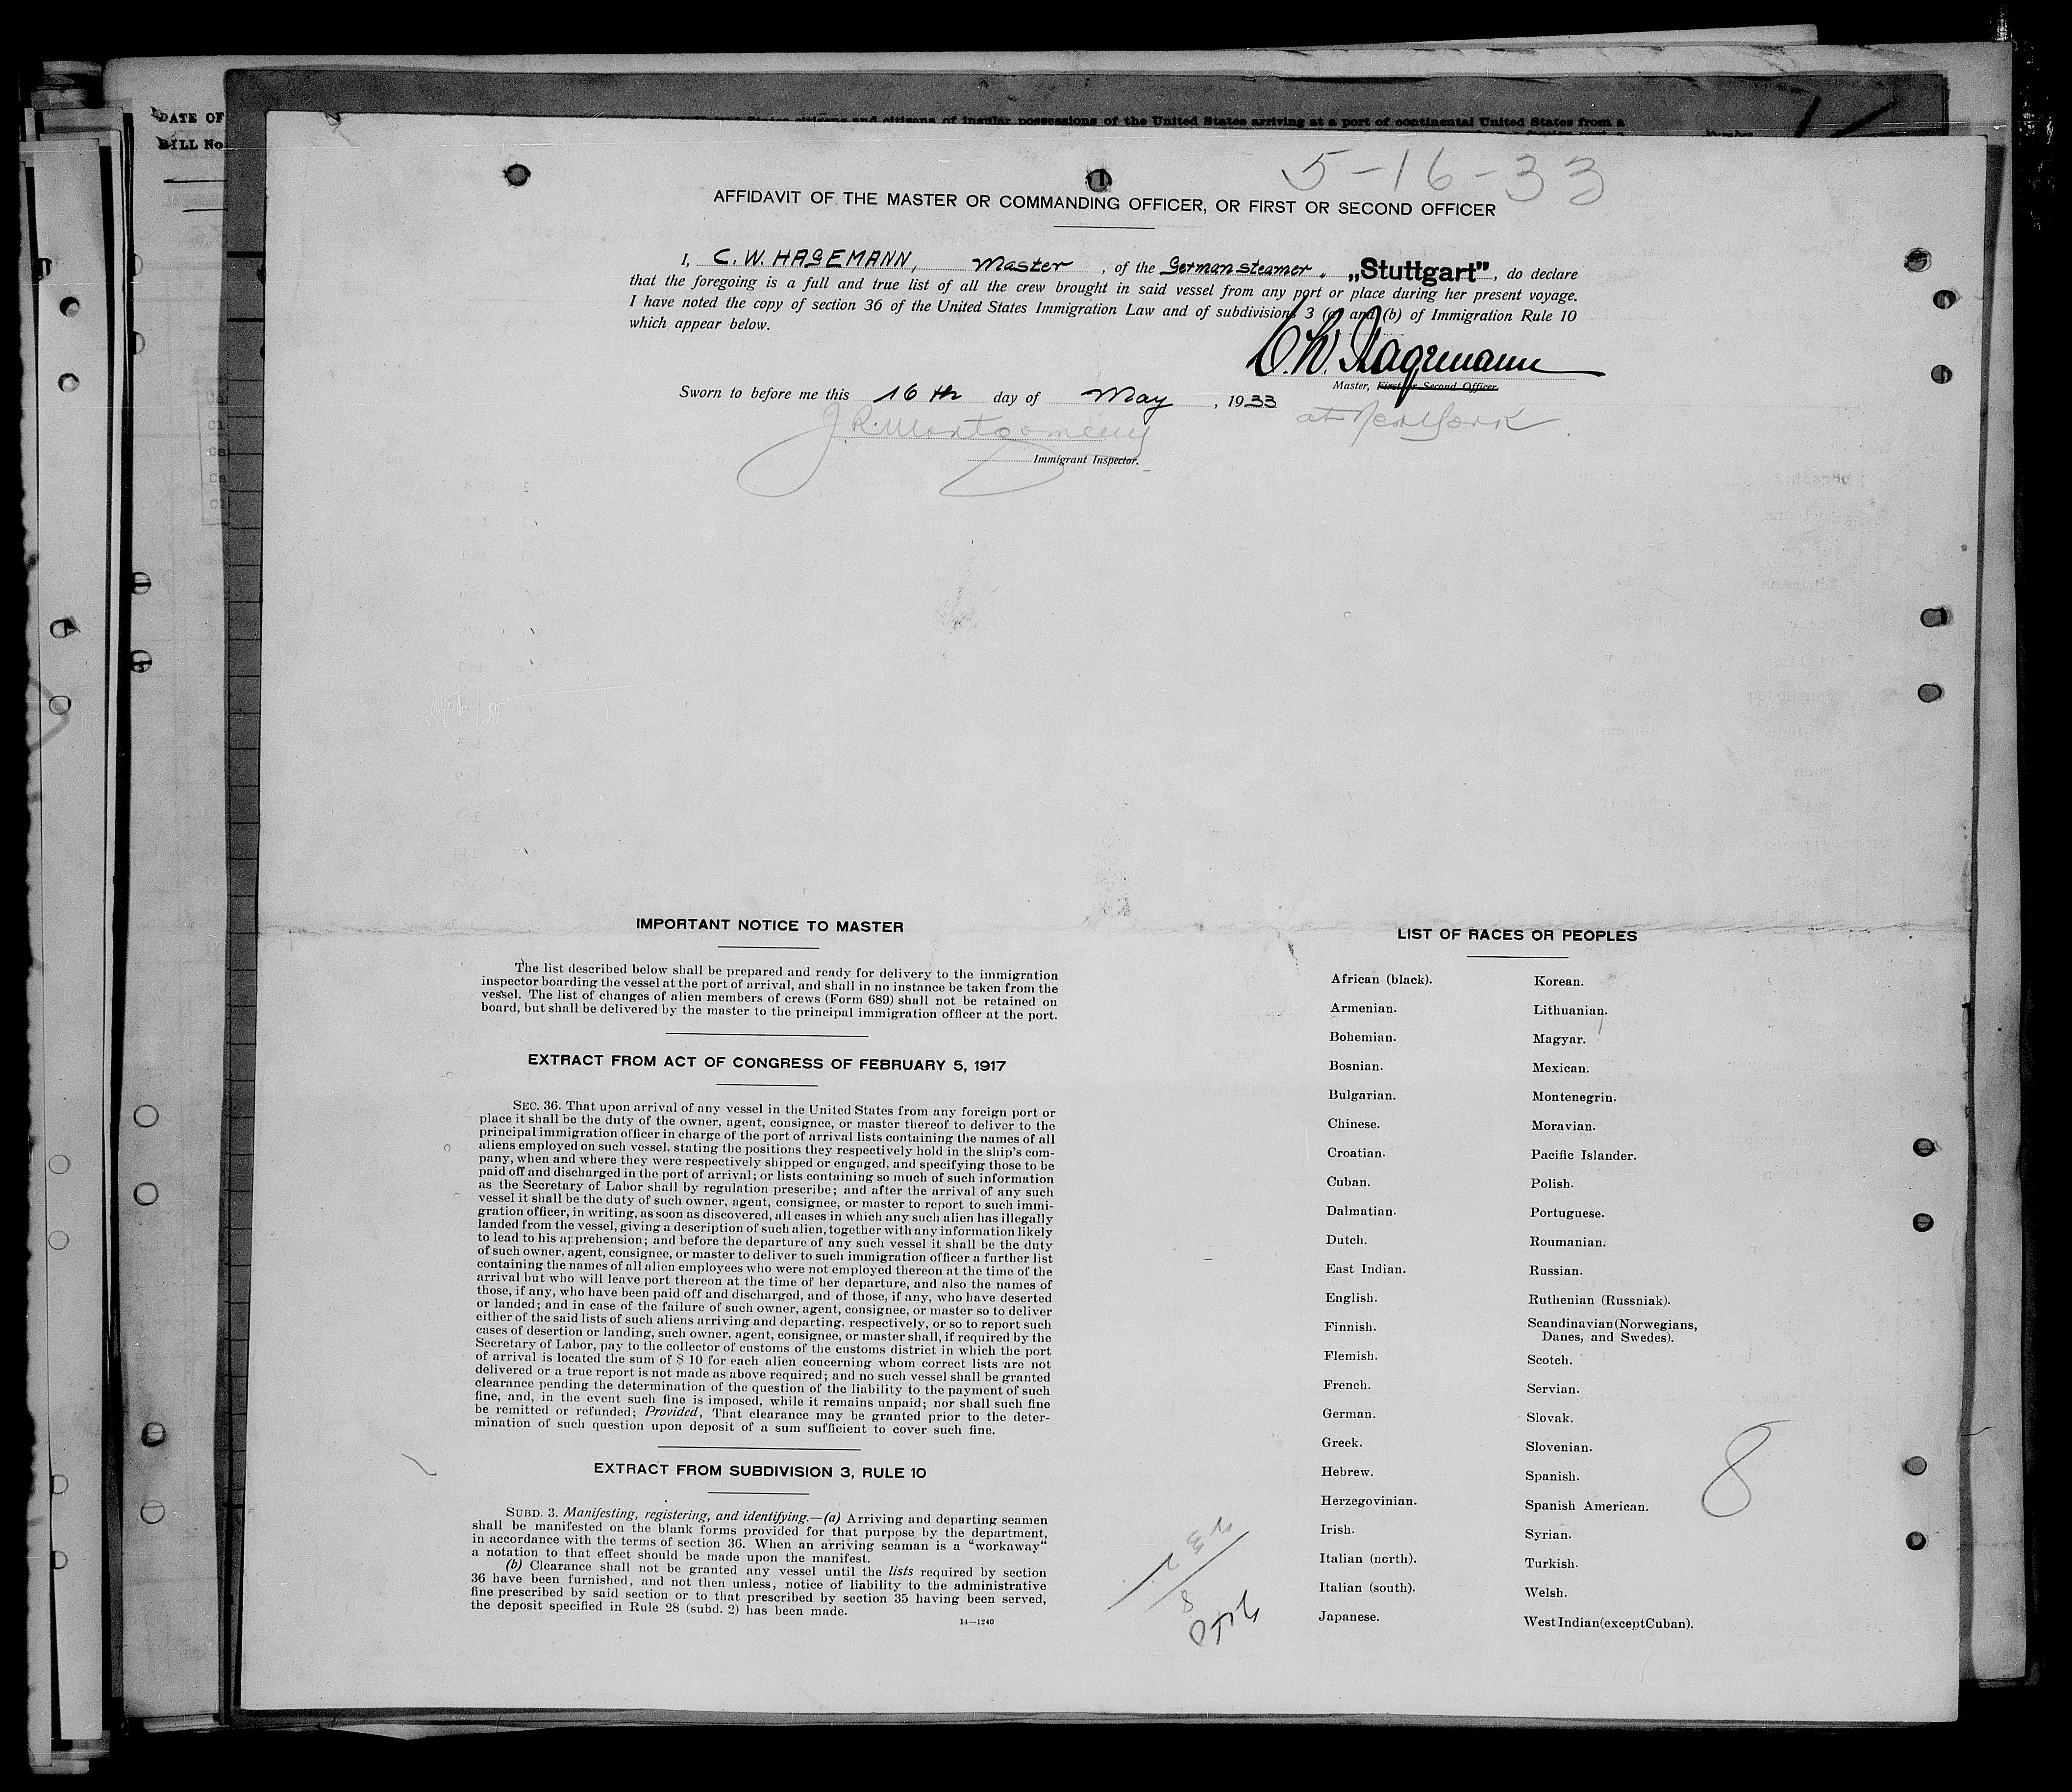 DATE OF
BILL No.
States citizens and citizens of insular possessions of the United States arriving at a port of continental United States from a
Number
5-16-33
AFFIDAVIT OF THE MASTER OR COMMANDING OFFICER, OR FIRST OR SECOND OFFICER
I, C. W. HAGEMANN, Master, of the German steamer „Stuttgart", do declare
that the foregoing is a full and true list of all the crew brought in said vessel from any port or place during her present voyage.
I have noted the copy of section 36 of the United States Immigration Law and of subdivisions 3 (a) and (b) of Immigration Rule 10
which appear below.
C. W. Hagemann
Master, First or Second Officer.
Sworn to before me this 16th day of May, 1933
at New York.
J. R. Montgomery
Immigrant Inspector.
IMPORTANT NOTICE TO MASTER
The list described below shall be prepared and ready for delivery to the immigration
inspector boarding the vessel at the port of arrival, and shall in no instance be taken from the
vessel. The list of changes of alien members of crews (Form 689) shall not be retained on
board, but shall be delivered by the master to the principal immigration officer at the port.
EXTRACT FROM ACT OF CONGRESS OF FEBRUARY 5, 1917
SEC. 36. That upon arrival of any vessel in the United States from any foreign port or
place it shall be the duty of the owner, agent, consignee, or master thereof to deliver to the
principal immigration officer in charge of the port of arrival lists containing the names of all
aliens employed on such vessel, stating the positions they respectively hold in the ship's com-
pany, when and where they were respectively shipped or engaged, and specifying those to be
paid off and discharged in the port of arrival; or lists containing so much of such information
as the Secretary of Labor shall by regulation prescribe; and after the arrival of any such
vessel it shall be the duty of such owner, agent, consignee, or master to report to such immi-
gration officer, in writing, as soon as discovered, all cases in which any such alien has illegally
landed from the vessel, giving a description of such alien, together with any information likely
to lead to his apprehension; and before the departure of any such vessel it shall be the duty
of such owner, agent, consignee, or master to deliver to such immigration officer a further list
containing the names of all alien employees who were not employed thereon at the time of the
arrival but who will leave port thereon at the time of her departure, and also the names of
those, if any, who have been paid off and discharged, and of those, if any, who have deserted
or landed; and in case of the failure of such owner, agent, consignee, or master so to deliver
either of the said lists of such aliens arriving and departing, respectively, or so to report such
cases of desertion or landing, such owner, agent, consignee, or master shall, if required by the
Secretary of Labor, pay to the collector of customs of the customs district in which the port
of arrival is located the sum of $ 10 for each alien concerning whom correct lists are not
delivered or a true report is not made as above required; and no such vessel shall be granted
clearance pending the determination of the question of the liability to the payment of such
fine, and, in the event such fine is imposed, while it remains unpaid; nor shall such fine
be remitted or refunded; Provided, That clearance may be granted prior to the deter-
mination of such question upon deposit of a sum sufficient to cover such fine.
EXTRACT FROM SUBDIVISION 3, RULE 10
SUBD. 3. Manifesting, registering, and identifying.—(a) Arriving and departing seamen
shall be manifested on the blank forms provided for that purpose by the department,
in accordance with the terms of section 36. When an arriving seaman is a "workaway"
a notation to that effect should be made upon the manifest.
(b) Clearance shall not be granted any vessel until the lists required by section
36 have been furnished, and not then unless, notice of liability to the administrative
fine prescribed by said section or to that prescribed by section 35 having been served,
the deposit specified in Rule 28 (subd. 2) has been made.
14—1240
LIST OF RACES OR PEOPLES
African (black).
Armenian.
Bohemian.
Bosnian.
Bulgarian.
Chinese.
Croatian.
Cuban.
Dalmatian.
Dutch.
East Indian.
English.
Finnish.
Flemish.
French.
German.
Greek.
Hebrew.
Herzegovinian.
Irish.
Italian (north).
Italian (south).
Japanese.
Korean.
Lithuanian.
Magyar.
Mexican.
Montenegrin.
Moravian.
Pacific Islander.
Polish.
Portuguese.
Roumanian.
Russian.
Ruthenian (Russniak).
Scandinavian (Norwegians,
Danes, and Swedes).
Scotch.
Servian.
Slovak.
Slovenian.
Spanish.
Spanish American.
Syrian.
Turkish.
Welsh.
West Indian (except Cuban).
8